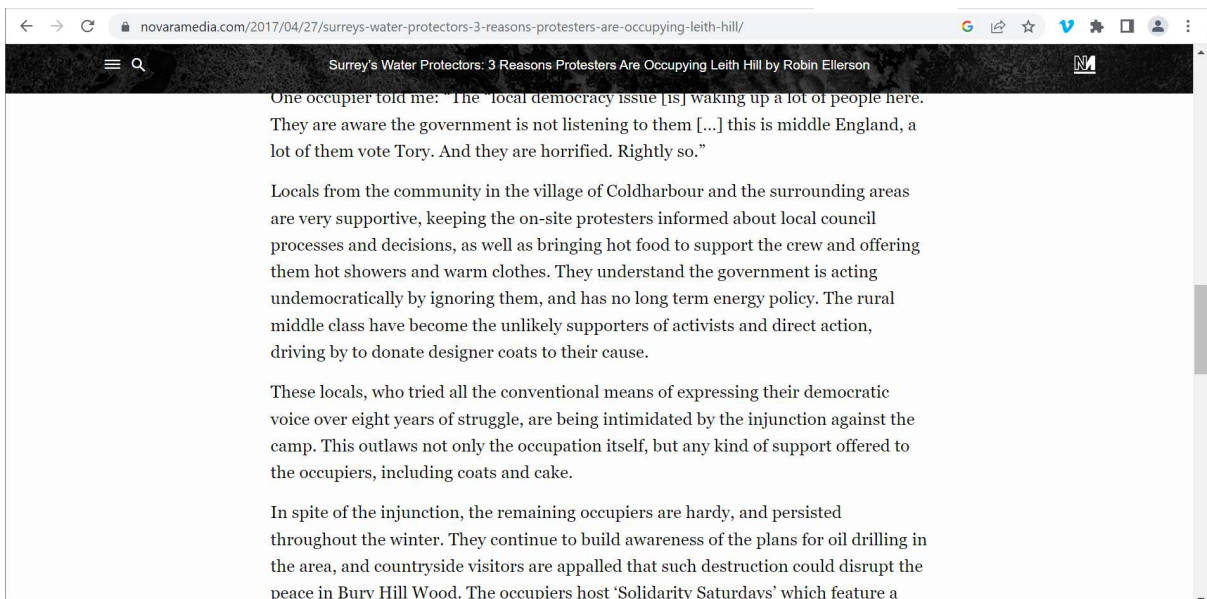 novaramedia.com/2017/04/27/surreys-water-protectors-3-reasons-protesters-are-occupying-leith-hill/
Surrey's Water Protectors: 3 Reasons Protesters Are Occupying Leith Hill by Robin Ellerson
One occupier told me: “The “local democracy issue [is] waking up a lot of people here.
They are aware the government is not listening to them [...] this is middle England, a
lot of them vote Tory. And they are horrified. Rightly so.”
Locals from the community in the village of Coldharbour and the surrounding areas
are very supportive, keeping the on-site protesters informed about local council
processes and decisions, as well as bringing hot food to support the crew and offering
them hot showers and warm clothes. They understand the government is acting
undemocratically by ignoring them, and has no long term energy policy. The rural
middle class have become the unlikely supporters of activists and direct action,
driving by to donate designer coats to their cause.
These locals, who tried all the conventional means of expressing their democratic
voice over eight years of struggle, are being intimidated by the injunction against the
camp. This outlaws not only the occupation itself, but any kind of support offered to
the occupiers, including coats and cake.
In spite of the injunction, the remaining occupiers are hardy, and persisted
throughout the winter. They continue to build awareness of the plans for oil drilling in
the area, and countryside visitors are appalled that such destruction could disrupt the
peace in Bury Hill Wood. The occupiers host ‘Solidarity Saturdays’ which feature a